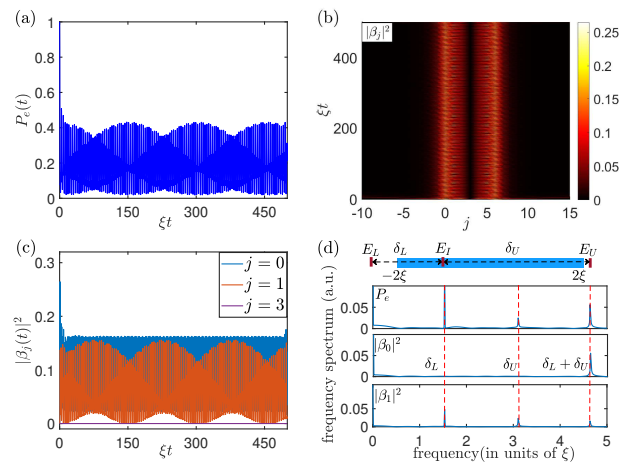 (a)
1
0.8
0.6
0.4
0.2
0
P_e(t)
0 150 300 450
ξt
(b)
|β_j|²
400
200
0
ξt
-10 -5 0 5 10 15
j
0.25
0.2
0.15
0.1
0.05
0
(c)
j = 0
j = 1
j = 3
0.3
0.2
0.1
0
|β_j(t)|²
0 150 300 450
ξt
(d)
E_L δ_L E_I δ_U E_U
−2ξ 2ξ
frequency spectrum (a.u.)
P_e
0.05
0
|β_0|²
0.05
0
δ_L δ_U δ_L + δ_U
|β_1|²
0.05
0
0 1 2 3 4 5
frequency(in units of ξ)